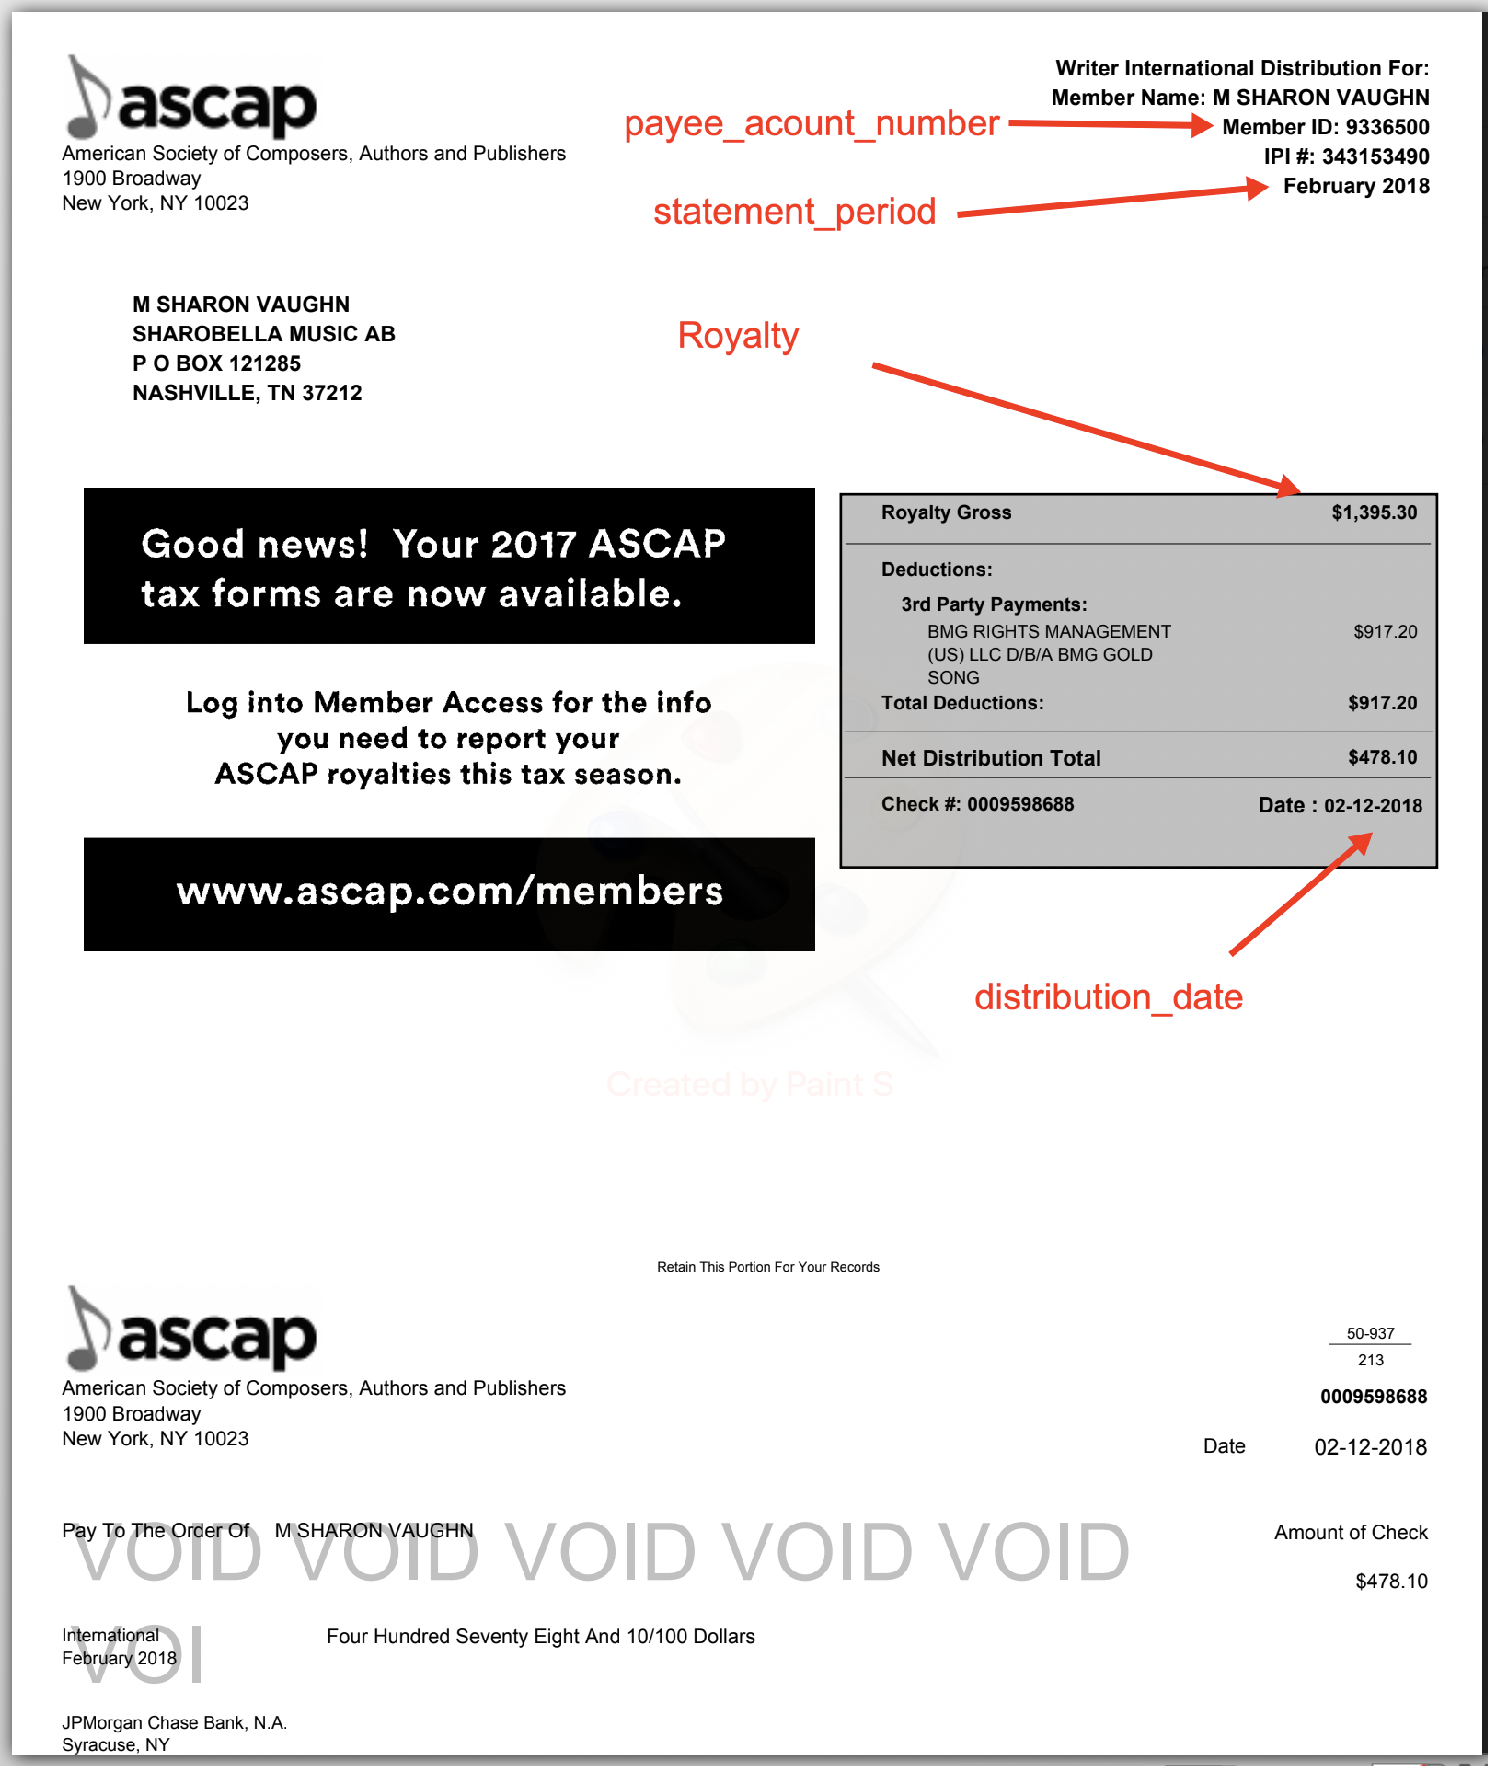 ascap
American Society of Composers, Authors and Publishers
1900 Broadway
New York, NY 10023
Writer International Distribution For:
Member Name: M SHARON VAUGHN
payee_acount_number
Member ID: 9336500
IPI #: 343153490
statement_period
February 2018
M SHARON VAUGHN
SHAROBELLA MUSIC AB
P O BOX 121285
NASHVILLE, TN 37212
Royalty
Good news! Your 2017 ASCAP
tax forms are now available.
Log into Member Access for the info
you need to report your
ASCAP royalties this tax season.
www.ascap.com/members
Royalty Gross $1,395.30
Deductions:
3rd Party Payments:
BMG RIGHTS MANAGEMENT $917.20
(US) LLC D/B/A BMG GOLD
SONG
Total Deductions: $917.20
Net Distribution Total $478.10
Check #: 0009598688 Date : 02-12-2018
distribution_date
Created by Paint S
Retain This Portion For Your Records
ascap
American Society of Composers, Authors and Publishers
1900 Broadway
New York, NY 10023
50-937
213
0009598688
Date 02-12-2018
Pay To The Order Of M SHARON VAUGHN
VOID VOID VOID VOID VOID
Amount of Check
$478.10
VOI
International
February 2018
Four Hundred Seventy Eight And 10/100 Dollars
JPMorgan Chase Bank, N.A.
Syracuse, NY